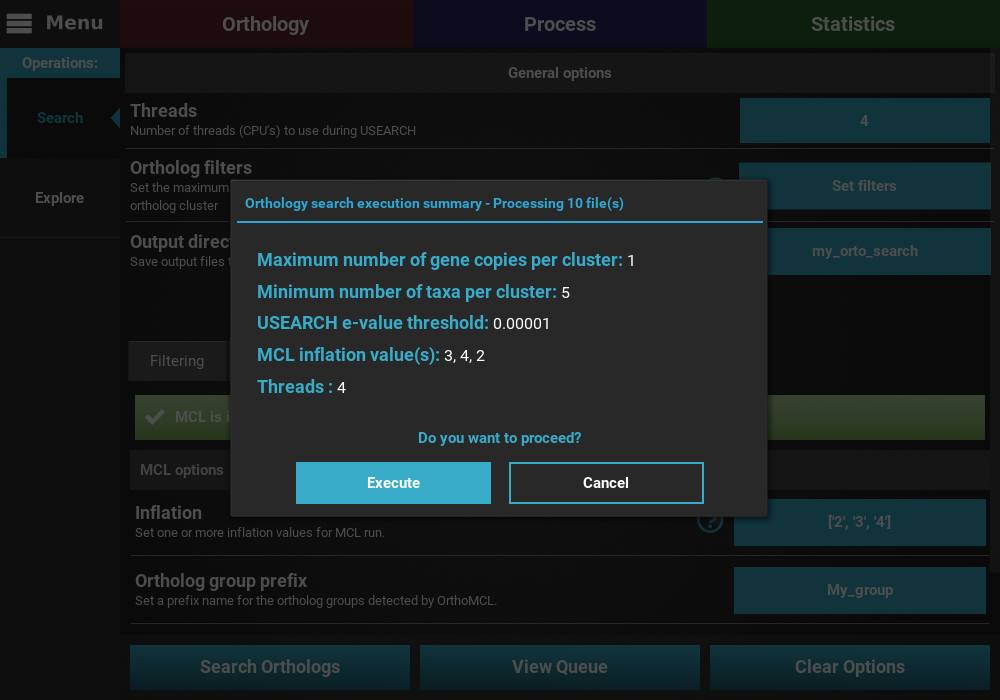 Menu
Orthology
Process
Statistics
Operations:
General options
Search
Threads
Number of threads (CPU's) to use during USEARCH
4
Explore
Ortholog filters
Set the maximum
ortholog cluster
Set filters
Output direct
Save output files
my_orto_search
Orthology search execution summary - Processing 10 file(s)
Maximum number of gene copies per cluster: 1
Minimum number of taxa per cluster: 5
USEARCH e-value threshold: 0.00001
MCL inflation value(s): 3, 4, 2
Threads : 4
Do you want to proceed?
Execute
Cancel
Filtering
MCL is
MCL options
Inflation
Set one or more inflation values for MCL run.
?
['2', '3', '4']
Ortholog group prefix
Set a prefix name for the ortholog groups detected by OrthoMCL.
My_group
Search Orthologs
View Queue
Clear Options